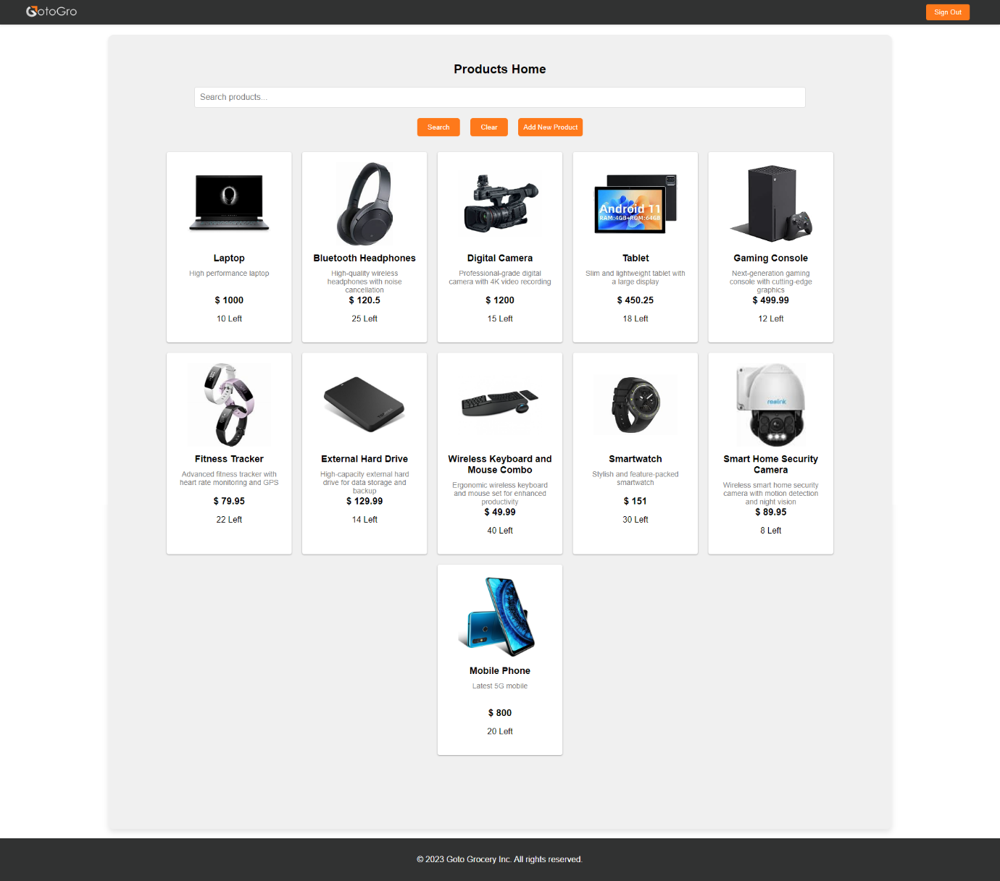 GotoGro
Sign Out
Products Home
Search products...
Search
Clear
Add New Product
Android T1
RAM:4GB+ROM:64GB
Laptop
High performance laptop
$ 1000
10 Left
Bluetooth Headphones
High-quality wireless
headphones with noise
cancellation
$ 120.5
25 Left
Digital Camera
Professional-grade digital
camera with 4K video recording
$ 1200
15 Left
Tablet
Slim and lightweight tablet with
a large display
$ 450.25
18 Left
Gaming Console
Next-generation gaming
console with cutting-edge
graphics
$ 499.99
12 Left
reolink
Fitness Tracker
Advanced fitness tracker with
heart rate monitoring and GPS
$ 79.95
22 Left
External Hard Drive
High-capacity external hard
drive for data storage and
backup
$ 129.99
14 Left
Wireless Keyboard and
Mouse Combo
Ergonomic wireless keyboard
and mouse set for enhanced
productivity
$ 49.99
40 Left
Smartwatch
Stylish and feature-packed
smartwatch
$ 151
30 Left
Smart Home Security
Camera
Wireless smart home security
camera with motion detection
and night vision
$ 89.95
8 Left
Mobile Phone
Latest 5G mobile
$ 800
20 Left
© 2023 Goto Grocery Inc. All rights reserved.